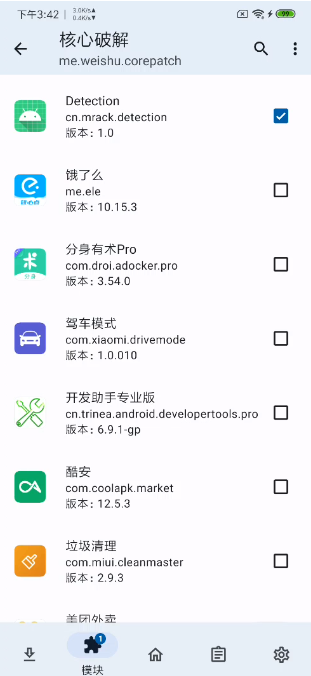 下午3:42
3.0K/s
0.4K/s
99
核心破解
me.weishu.corepatch
Detection
cn.mrack.detection
版本: 1.0
饿了么
me.ele
版本: 10.15.3
分身有术Pro
com.droi.adocker.pro
版本: 3.54.0
驾车模式
com.xiaomi.drivemode
版本: 1.0.010
开发助手专业版
cn.trinea.android.developertools.pro
版本: 6.9.1-gp
酷安
com.coolapk.market
版本: 12.5.3
垃圾清理
com.miui.cleanmaster
版本: 2.9.3
美团外卖
1
模块